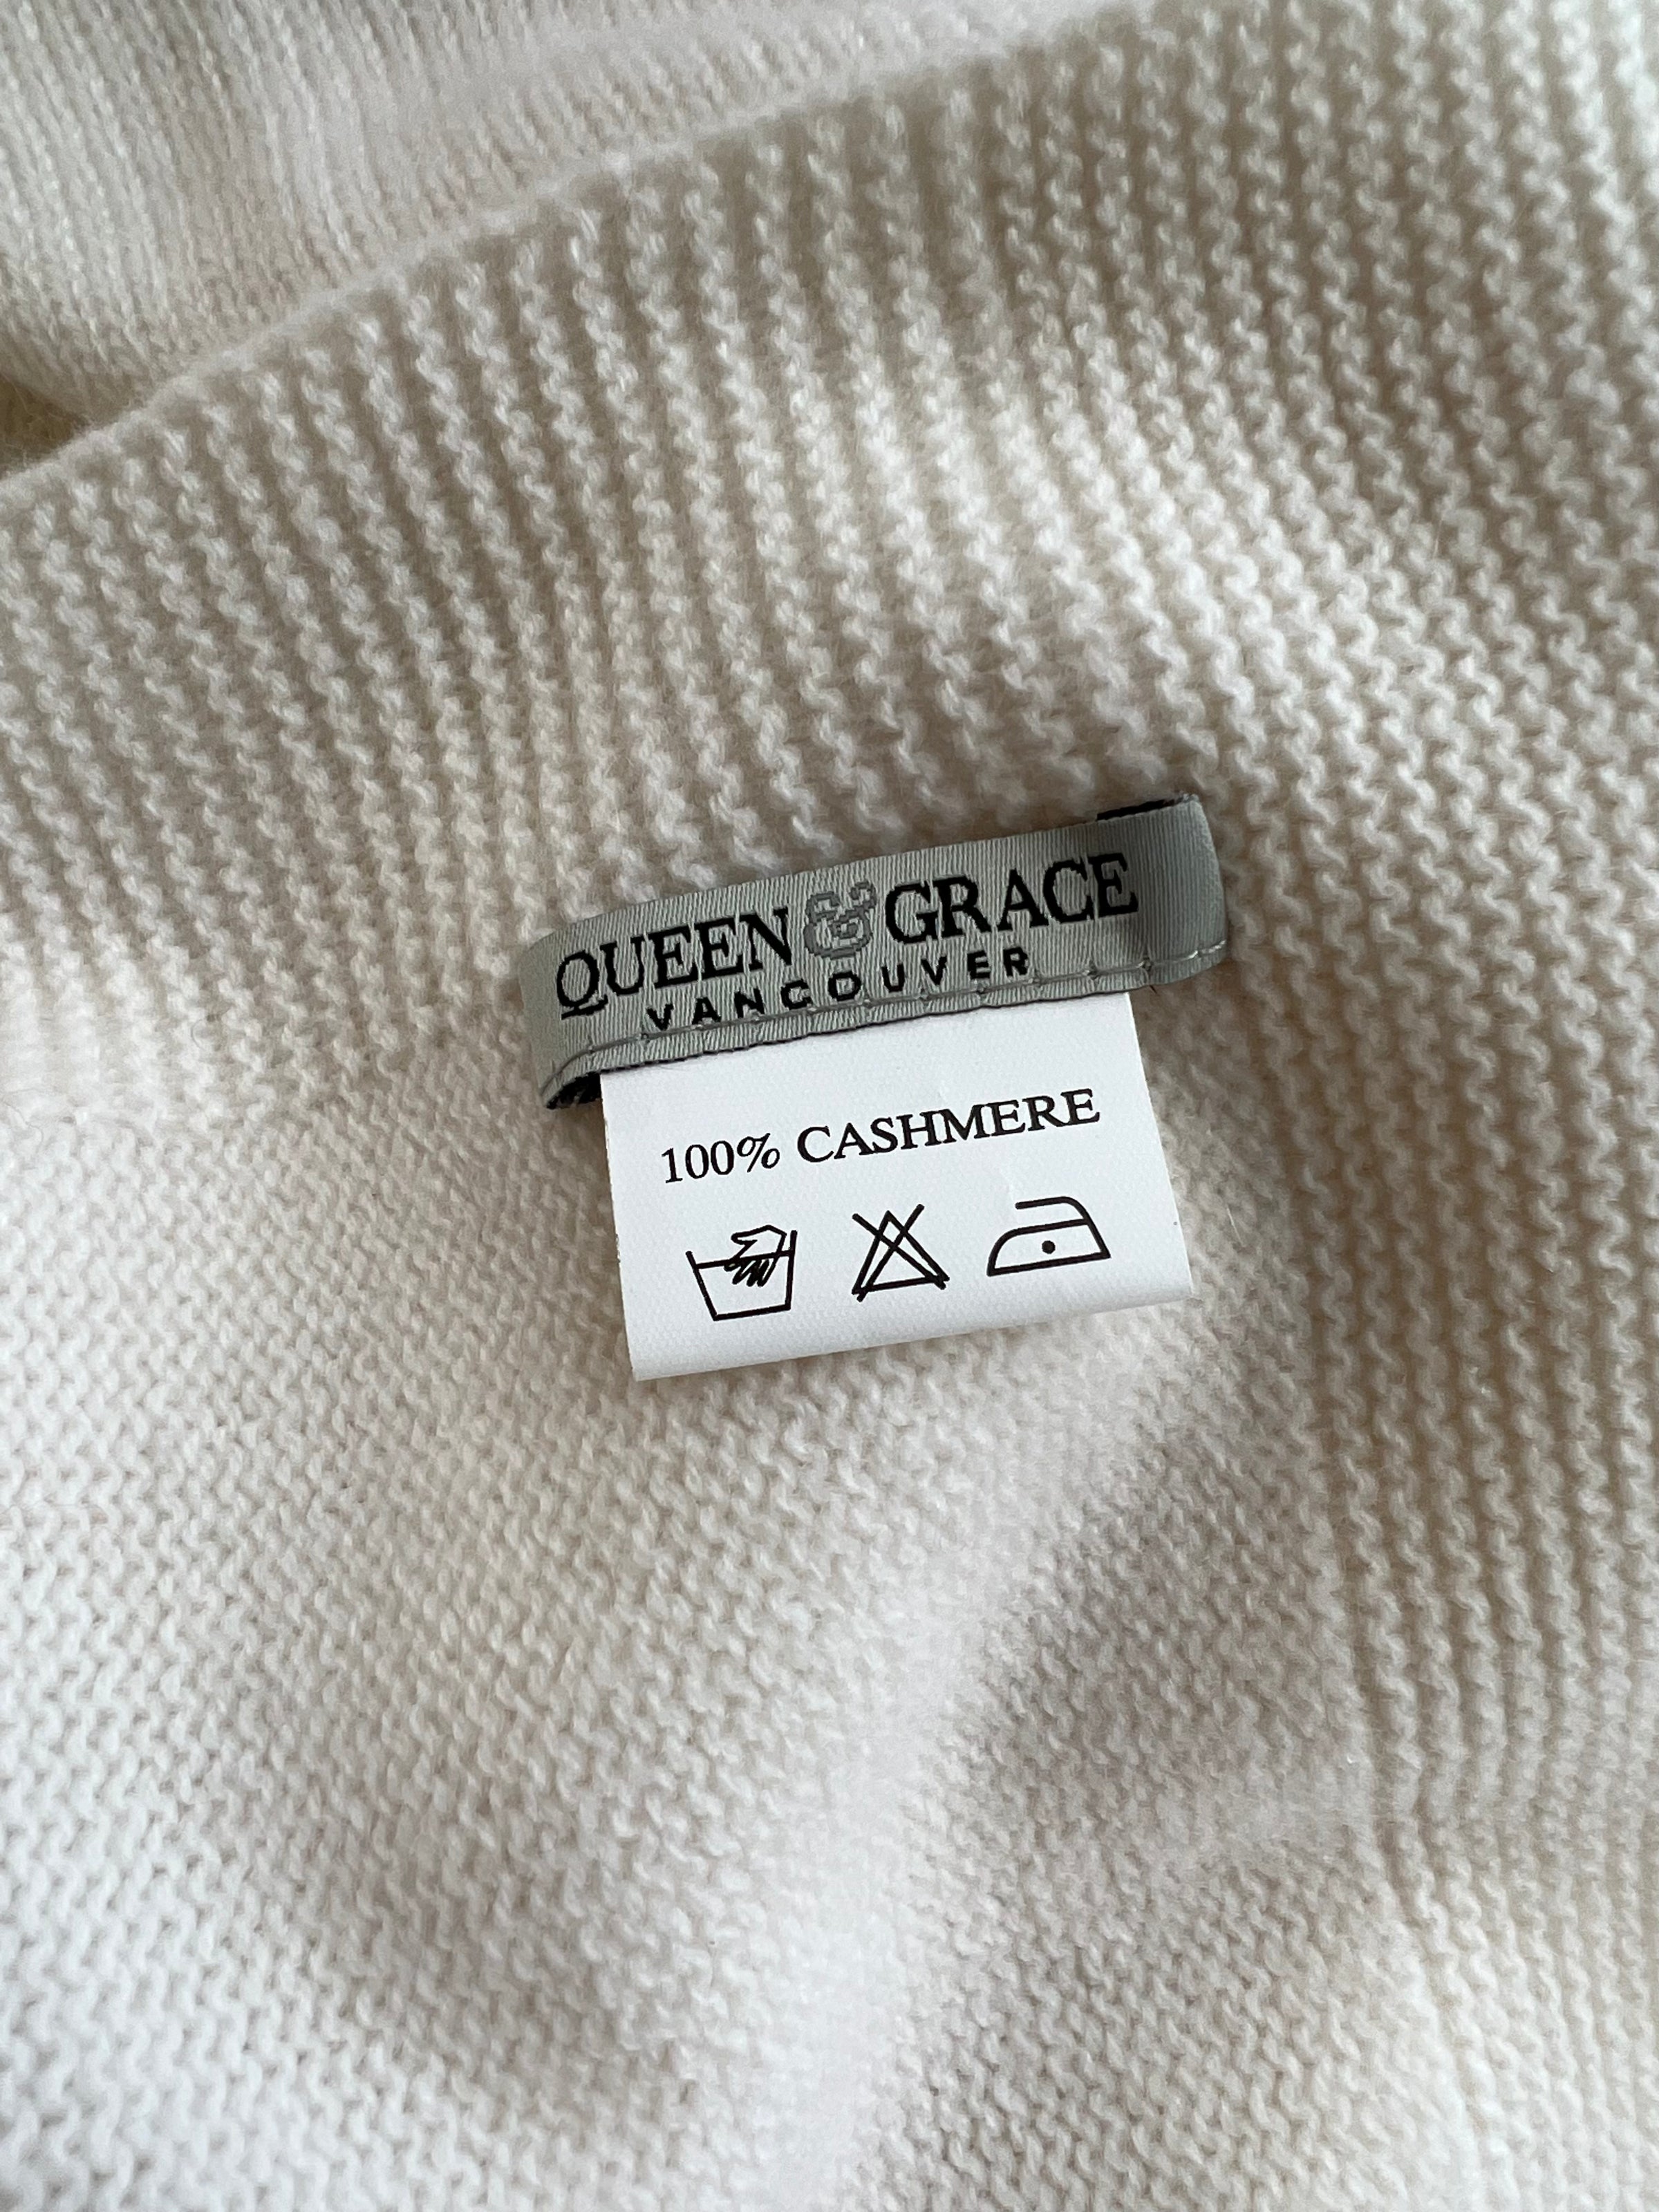 QUEEN & GRACE
VANCOUVER
100% CASHMERE